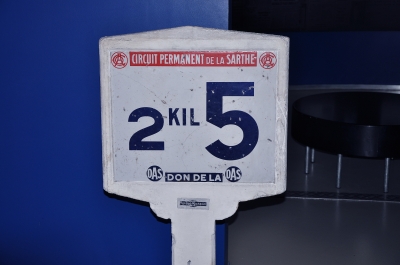 CIRCUIT PERMANENT DE LA SARTHE
2 KIL 5
DAS DON DE LA DAS